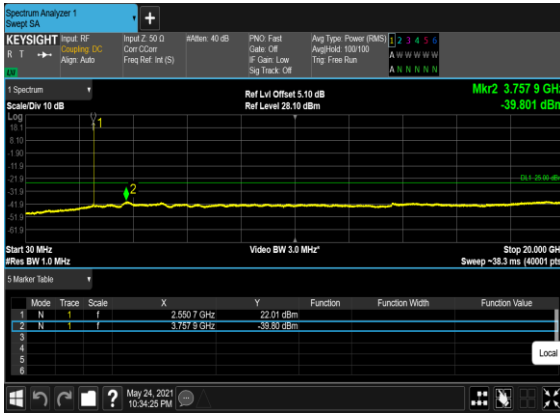 Spectrum Analyzer 1
Swept SA
+
KEYSIGHT
R T
LW
Input: RF
Coupling: DC
Align: Auto
Input Z: 50 Ω
Corr CCorr
Freq Ref: Int (S)
#Atten: 40 dB
PNO: Fast
Gate: Off
IF Gain: Low
Sig Track: Off
Avg Type: Power (RMS)
Avg|Hold: 100/100
Trig: Free Run
1 2 3 4 5 6
A W W W W W
A N N N N N
1 Spectrum
Scale/Div 10 dB
Ref Lvl Offset 5.10 dB
Ref Level 28.10 dBm
Mkr2 3.757 9 GHz
-39.801 dBm
Log
18.1
8.10
-1.90
-11.9
-21.9
-31.9
-41.9
-51.9
-61.9
1
2
DL1 -25.00 dBm
Start 30 MHz
#Res BW 1.0 MHz
Video BW 3.0 MHz*
Stop 20.000 GH
Sweep ~38.3 ms (40001 pts
5 Marker Table
Mode Trace Scale X Y Function Function Width Function Value
1 N 1 f 2.550 7 GHz 22.01 dBm
2 N 1 f 3.757 9 GHz -39.80 dBm
3
4
5
6
Local
?
May 24, 2021
10:34:25 PM